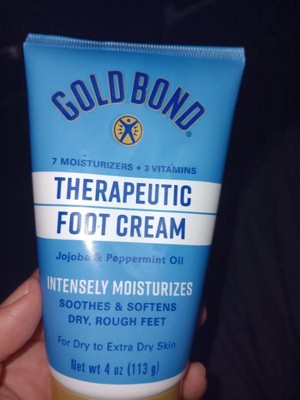 GOLD BOND®
7 MOISTURIZERS + 3 VITAMINS
THERAPEUTIC
FOOT CREAM
Jojoba & Peppermint Oil
INTENSELY MOISTURIZES
SOOTHES & SOFTENS
DRY, ROUGH FEET
For Dry to Extra Dry Skin
Net wt 4 oz (113 g)